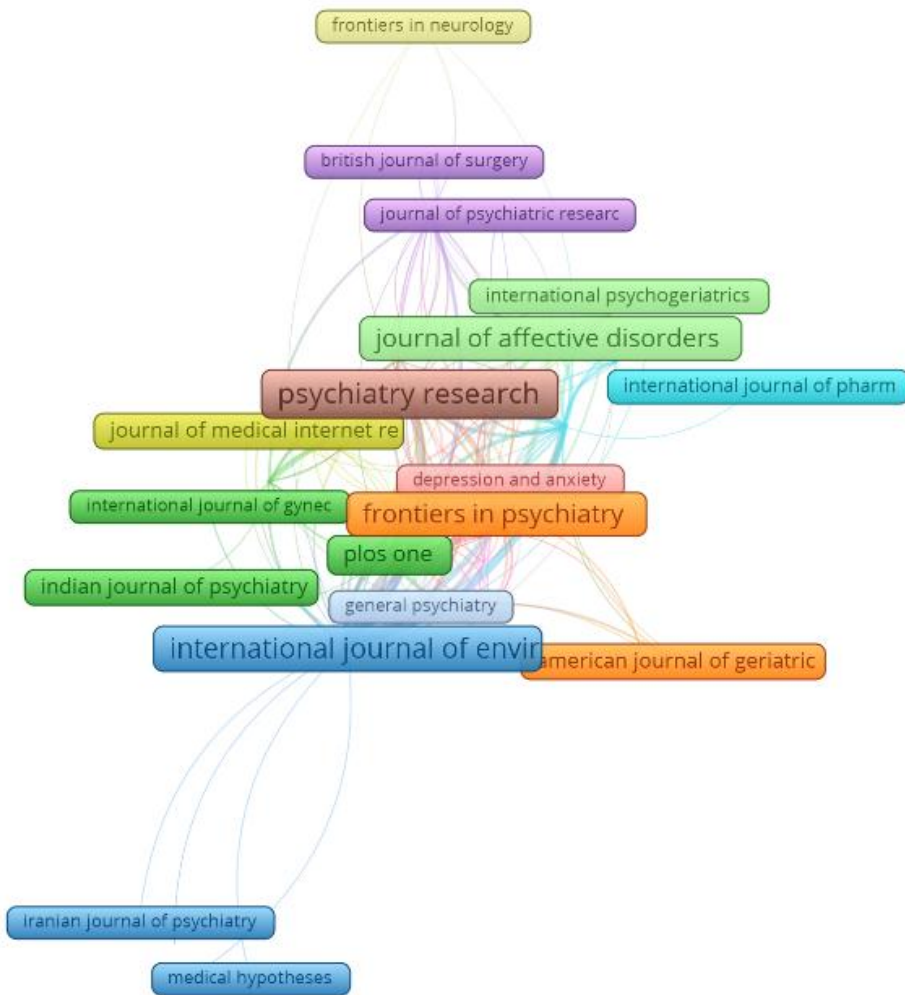 frontiers in neurology
british journal of surgery
journal of psychiatric researc
international psychogeriatrics
journal of affective disorders
international journal of pharm
psychiatry research
journal of medical internet re
depression and anxiety
international journal of gynec
frontiers in psychiatry
plos one
indian journal of psychiatry
general psychiatry
international journal of envir
american journal of geriatric
iranian journal of psychiatry
medical hypotheses